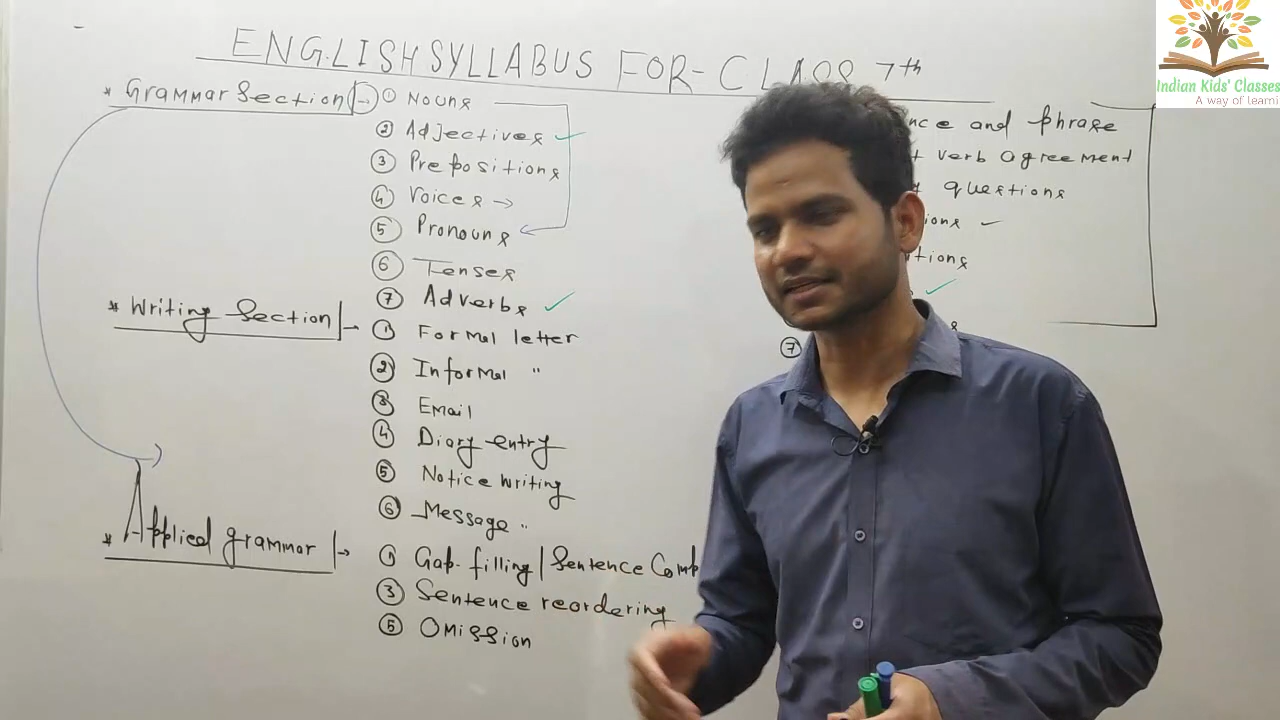 ENGLISH SYLLABUS FOR- CLASS 7th
* Grammar Section → ① Nouns
② Adjectives ✓
③ Prepositions
④ Voices →
⑤ Pronouns
⑥ Tenses
⑦ Adverbs ✓
and phrase
verb agreement
questions
⑦
* Writing Section → ① Formal letter
② Informal "
③ Email
④ Diary entry
⑤ Notice writing
⑥ Message "
* Applied grammar → ① Gap-filling / Sentence Comp
③ Sentence reordering
⑤ Omission
Indian Kids' Classes
A way of learni